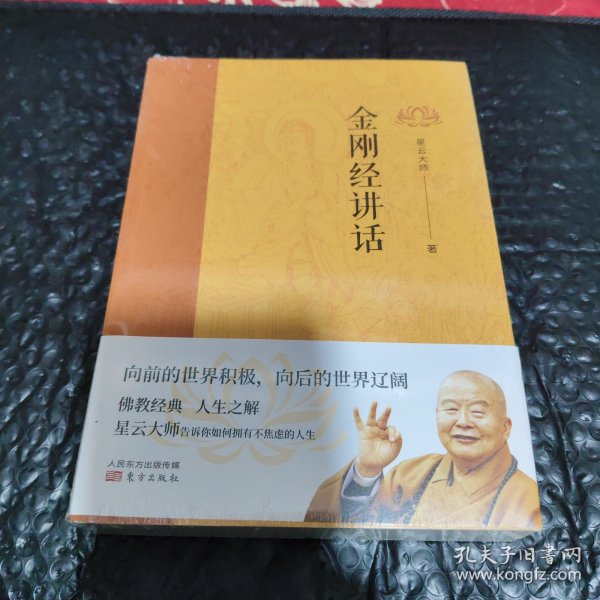 金刚经讲话
星云大师
著
向前的世界积极，向后的世界辽阔
佛教经典 人生之解
星云大师告诉你如何拥有不焦虑的人生
人民东方出版传媒
东方出版社
孔夫子旧书网
www.kongfz.com